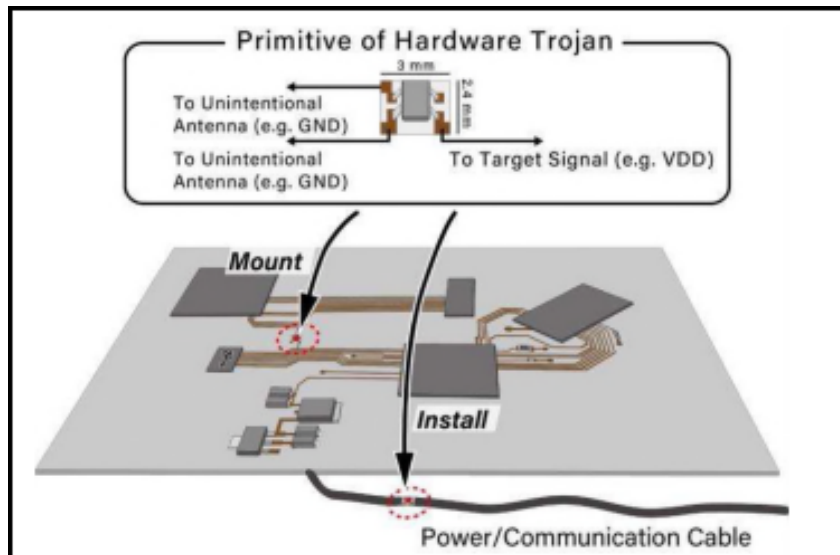 Primitive of Hardware Trojan
3 mm
2.4 mm
To Unintentional
Antenna (e.g. GND)
To Unintentional
Antenna (e.g. GND)
To Target Signal (e.g. VDD)
Mount
Install
Power/Communication Cable